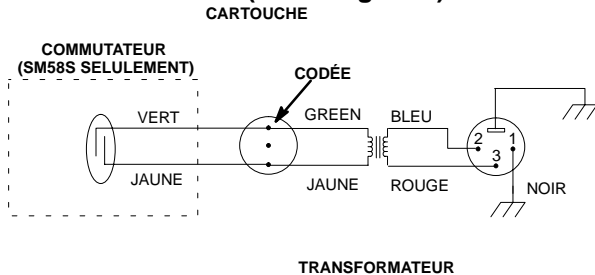 CARTOUCHE
COMMUTATEUR
(SM58S SELULEMENT)
CODÉE
VERT
GREEN
BLEU
2
1
3
JAUNE
JAUNE
ROUGE
NOIR
TRANSFORMATEUR